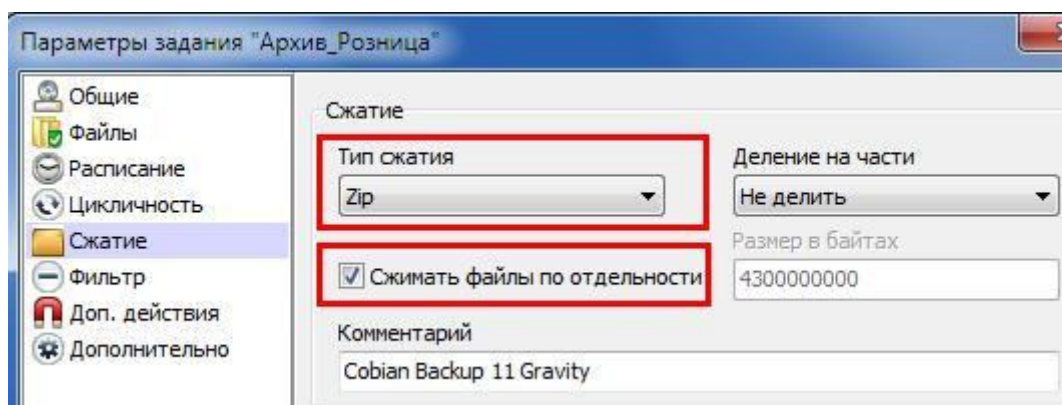 Параметры задания "Архив_Розница"
Общие
Файлы
Расписание
Цикличность
Сжатие
Фильтр
Доп. действия
Дополнительно
Сжатие
Тип сжатия
Zip
Деление на части
Не делить
Сжимать файлы по отдельности
Размер в байтах
4300000000
Комментарий
Cobian Backup 11 Gravity